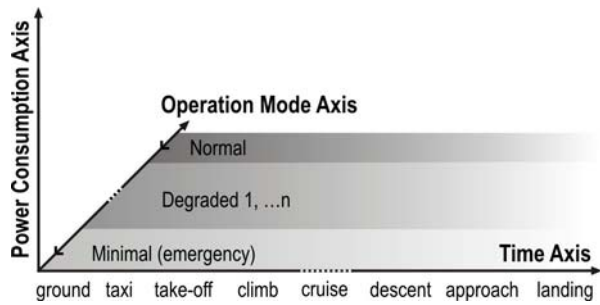 Power Consumption Axis
Operation Mode Axis
Normal
Degraded 1, ...n
Minimal (emergency)
Time Axis
ground taxi take-off climb cruise descent approach landing